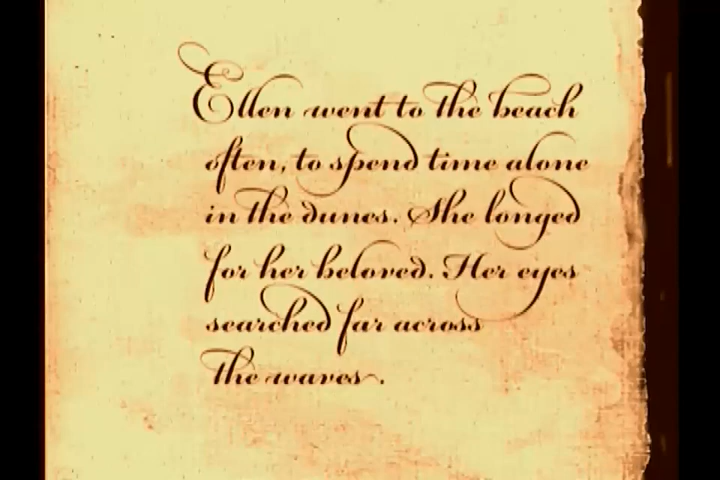 Ellen went to the beach
often, to spend time alone
in the dunes. She longed
for her beloved. Her eyes
searched far across
the waves.